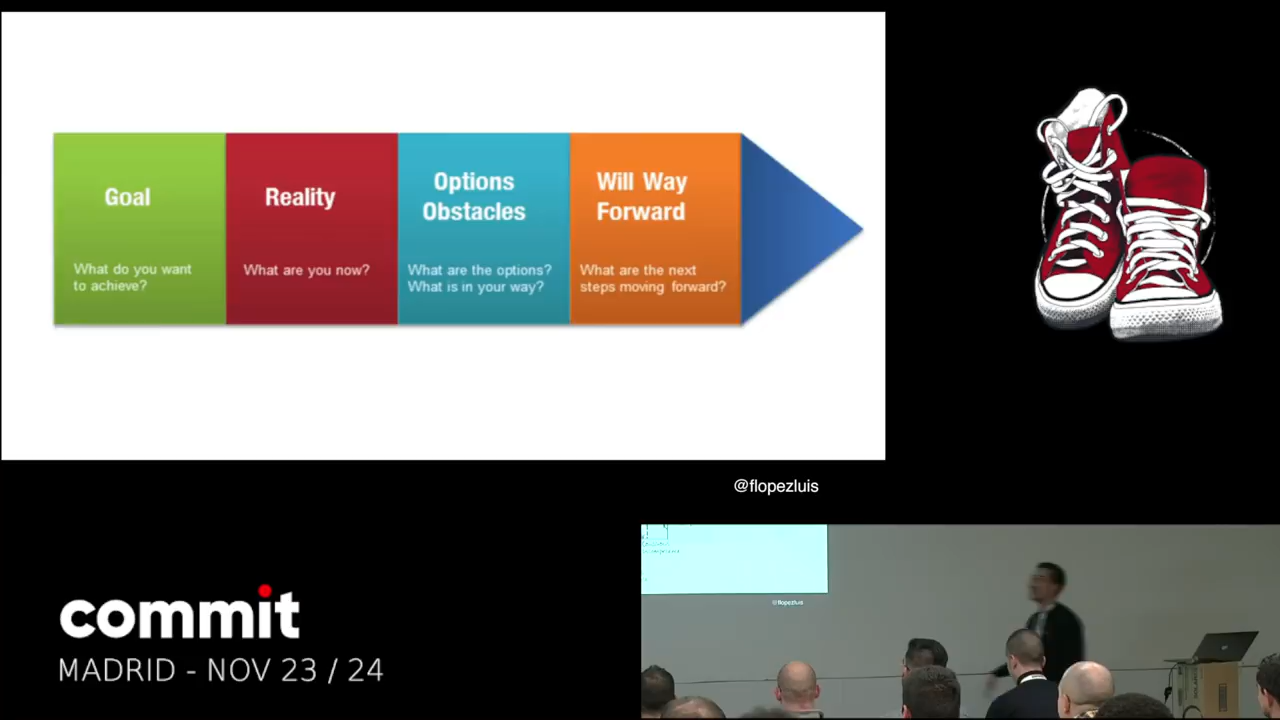 Goal
What do you want
to achieve?
Reality
What are you now?
Options
Obstacles
What are the options?
What is in your way?
Will Way
Forward
What are the next
steps moving forward?
@flopezluis
commit
MADRID - NOV 23 / 24
@flopezluis